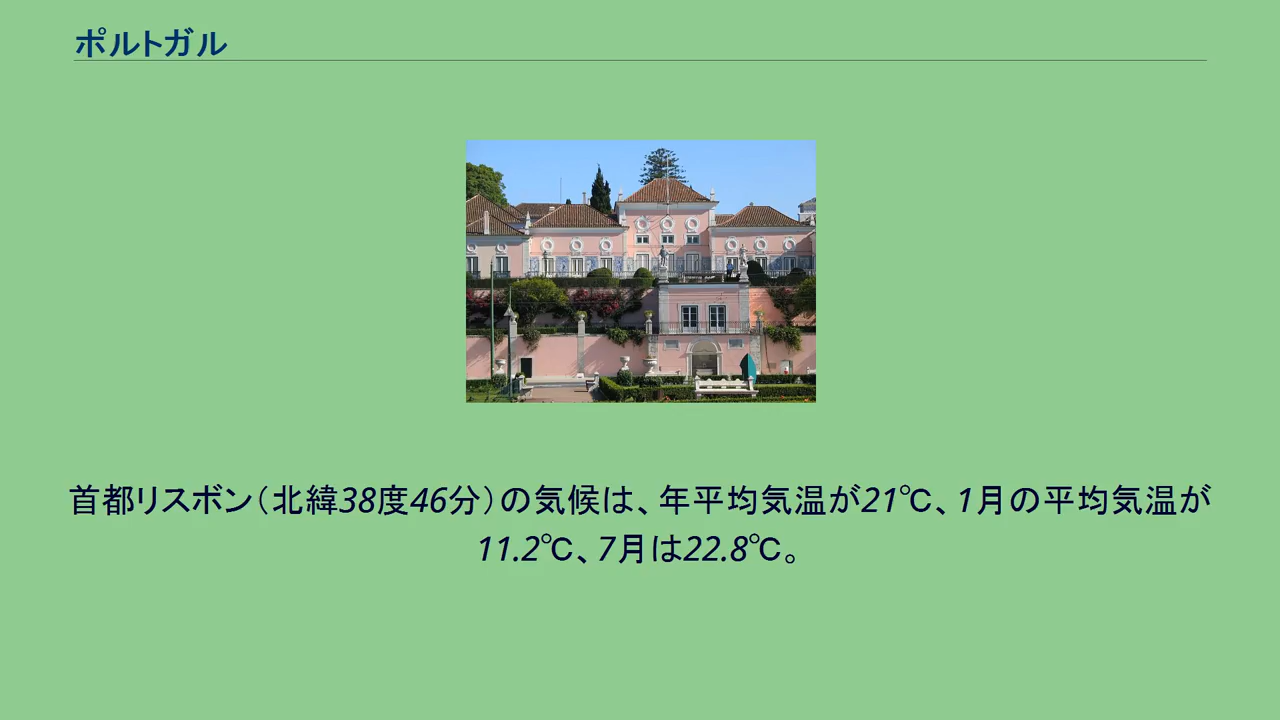 ポルトガル
首都リスボン（北緯38度46分）の気候は、年平均気温が21℃、1月の平均気温が
11.2℃、7月は22.8℃。